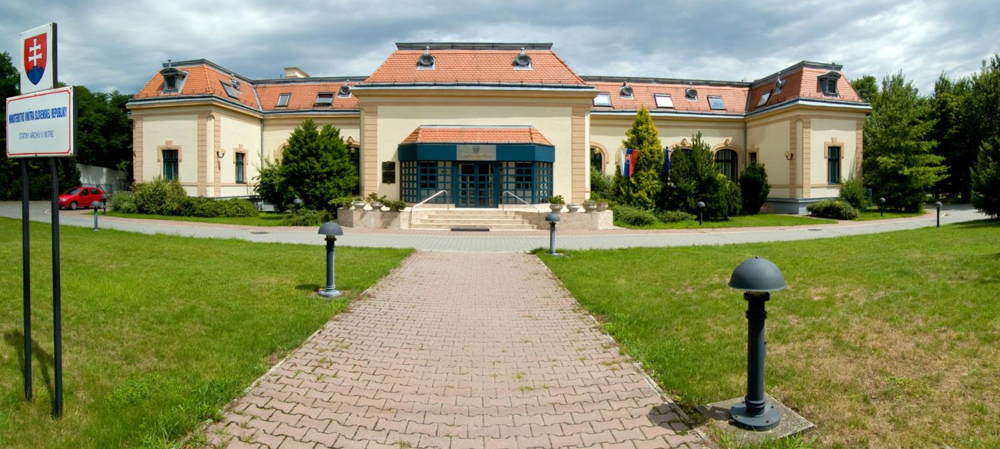 MINISTERSTVO VNÚTRA SLOVENSKEJ REPUBLIKY
ŠTÁTNY ARCHÍV V NITRE